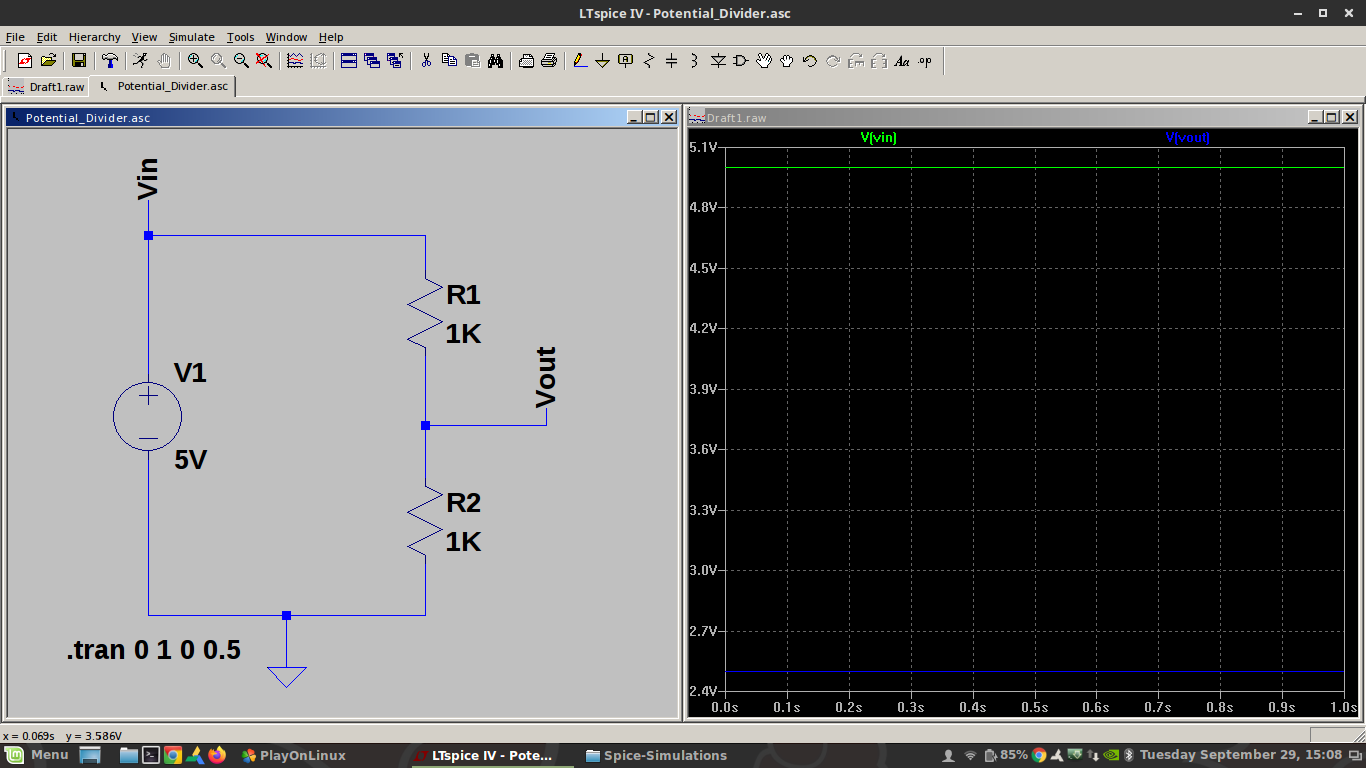 LTspice IV - Potential_Divider.asc
File Edit Hierarchy View Simulate Tools Window Help
Aa .op
Draft1.raw Potential_Divider.asc
Potential_Divider.asc
Vin
R1
1K
V1
5V
Vout
R2
1K
.tran 0 1 0 0.5
Draft1.raw
V(vin) V(vout)
5.1V
4.8V
4.5V
4.2V
3.9V
3.6V
3.3V
3.0V
2.7V
2.4V
0.0s 0.1s 0.2s 0.3s 0.4s 0.5s 0.6s 0.7s 0.8s 0.9s 1.0s
x = 0.069s y = 3.586V
Menu PlayOnLinux LTspice IV - Pote... Spice-Simulations 85% Tuesday September 29, 15:08